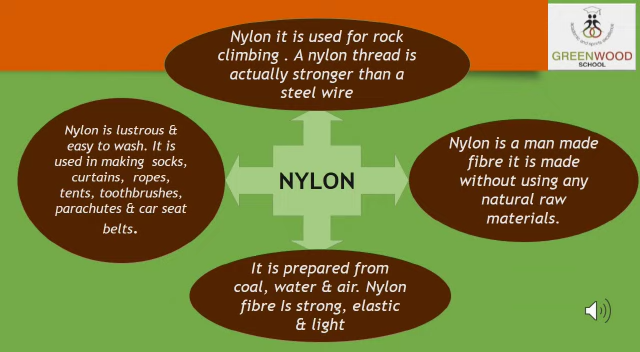 Nylon it is used for rock
climbing . A nylon thread is
actually stronger than a
steel wire
GREENWOOD
SCHOOL
Nylon is lustrous &
easy to wash. It is
used in making socks,
curtains, ropes,
tents, toothbrushes,
parachutes & car seat
belts.
NYLON
Nylon is a man made
fibre it is made
without using any
natural raw
materials.
It is prepared from
coal, water & air. Nylon
fibre Is strong, elastic
& light